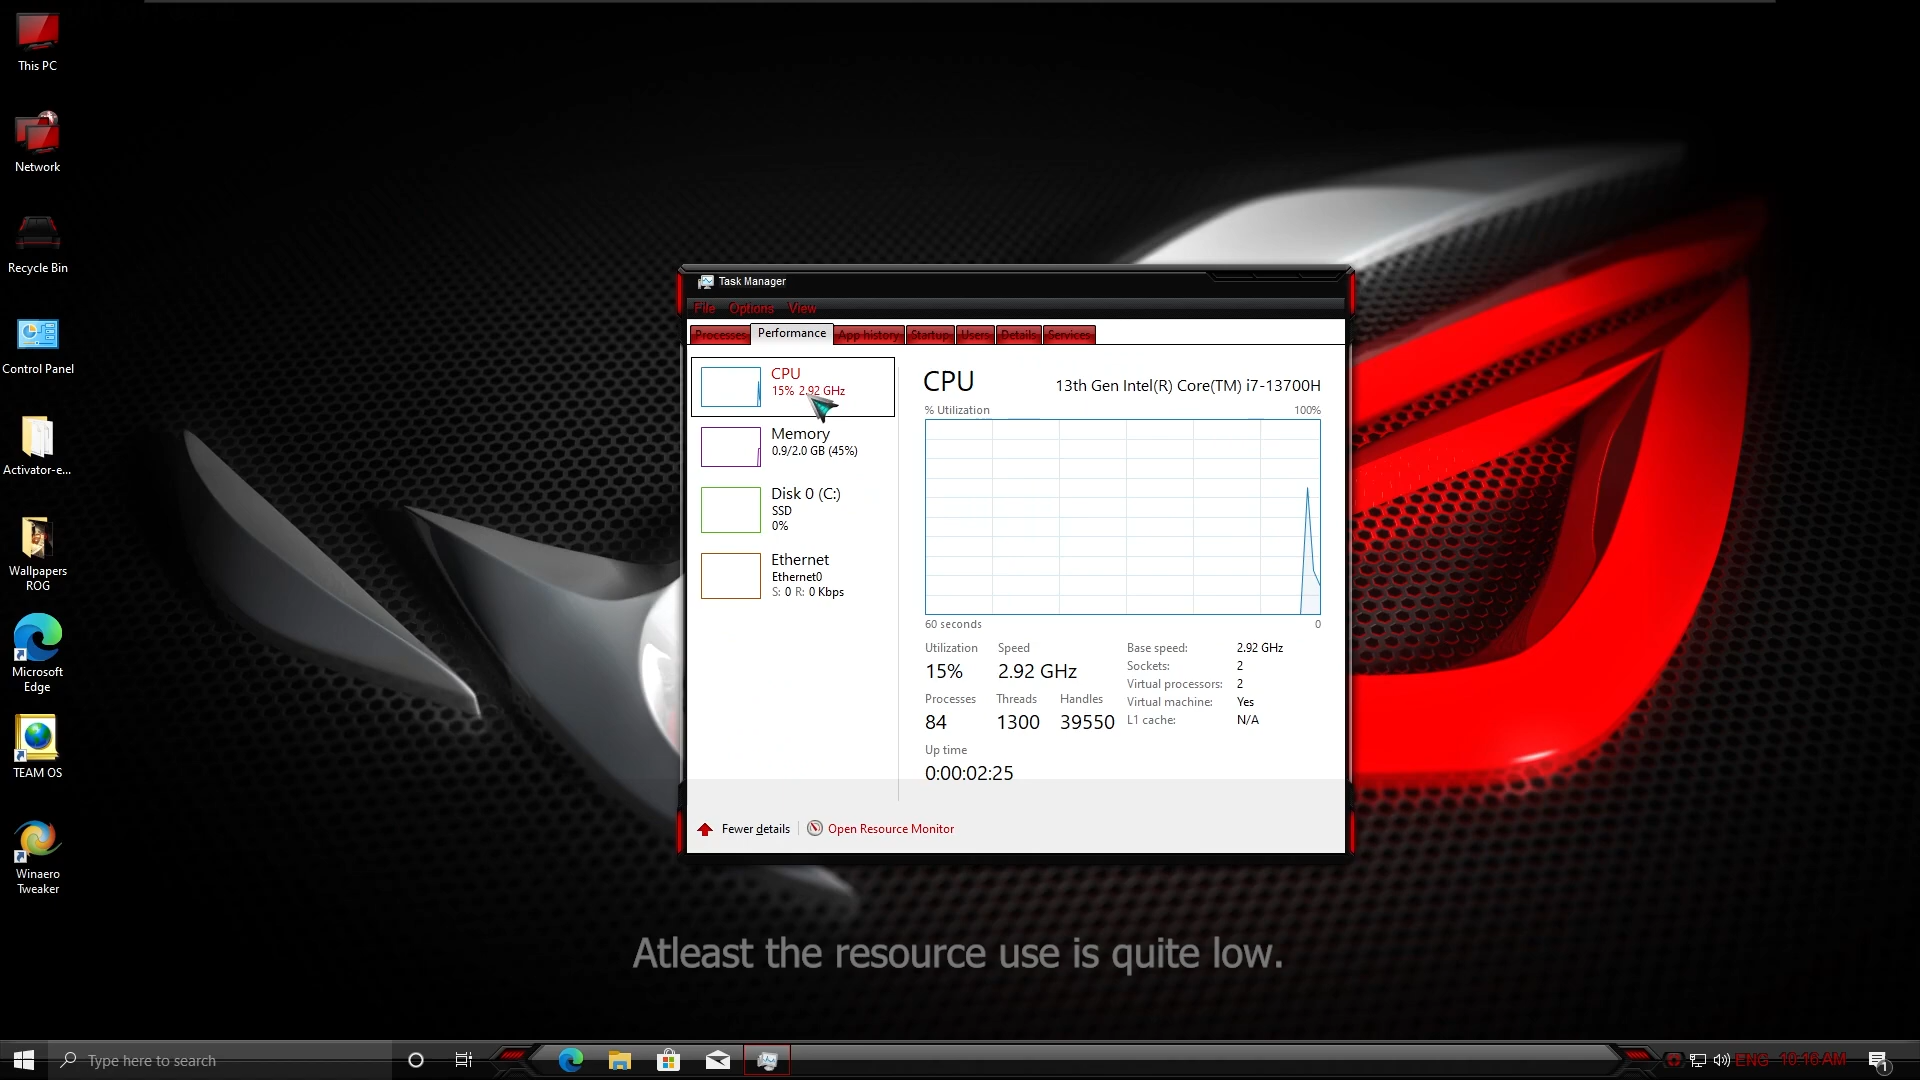 This PC
Network
Recycle Bin
Control Panel
Activator-e...
Wallpapers
ROG
Microsoft
Edge
TEAM OS
Winaero
Tweaker
Task Manager
File Options View
Processes Performance App history Startup Users Details Services
CPU
15% 2.92 GHz
Memory
0.9/2.0 GB (45%)
Disk 0 (C:)
SSD
0%
Ethernet
Ethernet0
S: 0 R: 0 Kbps
CPU 13th Gen Intel(R) Core(TM) i7-13700H
% Utilization 100%
60 seconds 0
Utilization Speed
15% 2.92 GHz
Processes Threads Handles
84 1300 39550
Up time
0:00:02:25
Base speed: 2.92 GHz
Sockets: 2
Virtual processors: 2
Virtual machine: Yes
L1 cache: N/A
Fewer details Open Resource Monitor
Atleast the resource use is quite low.
Type here to search
ENG 10:16 AM
1